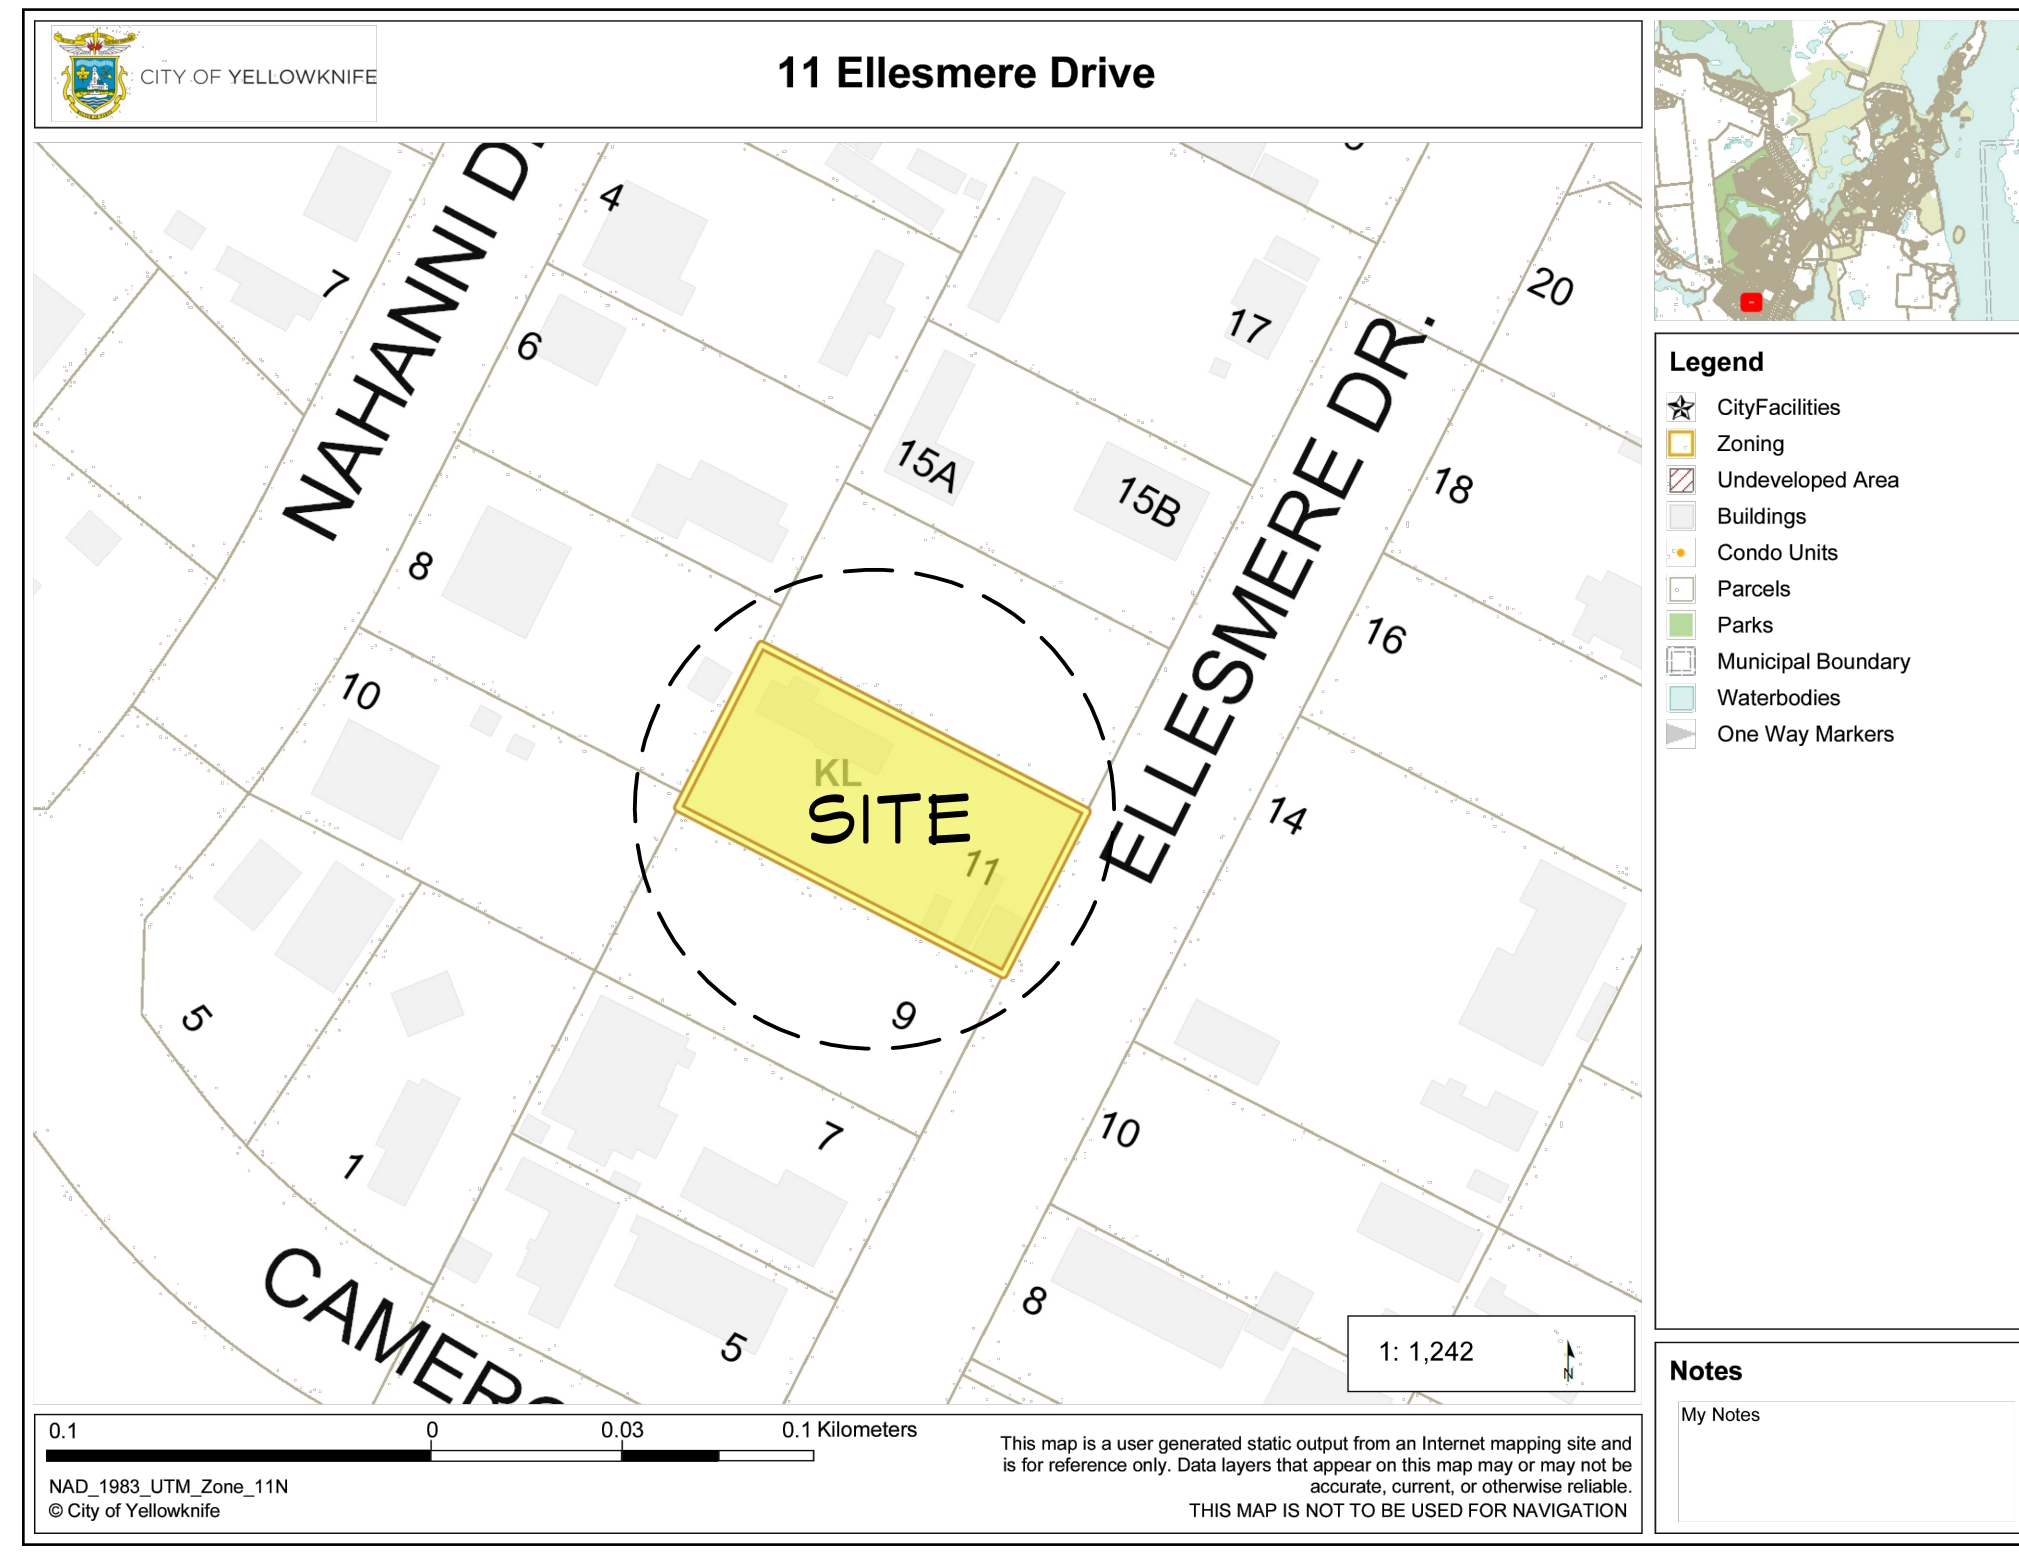 CITY OF YELLOWKNIFE
11 Ellesmere Drive
NAHANNI D
4
7
6
20
17
ELLESMERE DR.
15A
15B
18
8
16
10
KL
SITE
14
11
9
5
7
10
1
CAMER
8
5
1: 1,242
N
Legend
CityFacilities
Zoning
Undeveloped Area
Buildings
Condo Units
Parcels
Parks
Municipal Boundary
Waterbodies
One Way Markers
Notes
My Notes
0.1
0
0.03
0.1 Kilometers
NAD_1983_UTM_Zone_11N
© City of Yellowknife
This map is a user generated static output from an Internet mapping site and
is for reference only. Data layers that appear on this map may or may not be
accurate, current, or otherwise reliable.
THIS MAP IS NOT TO BE USED FOR NAVIGATION